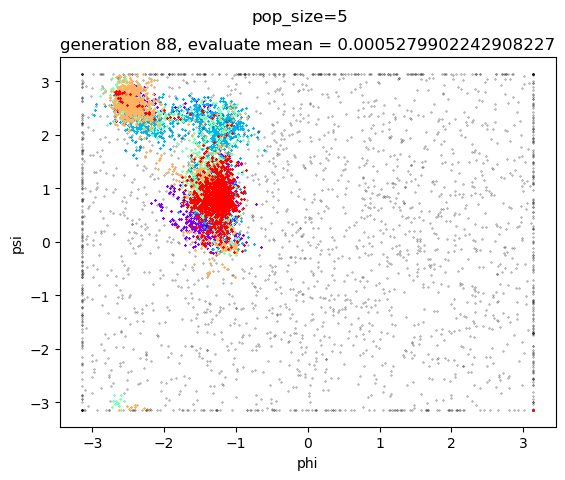 pop_size=5
generation 88, evaluate mean = 0.0005279902242908227
3
2
1
0
−1
−2
−3
psi
−3 −2 −1 0 1 2 3
phi